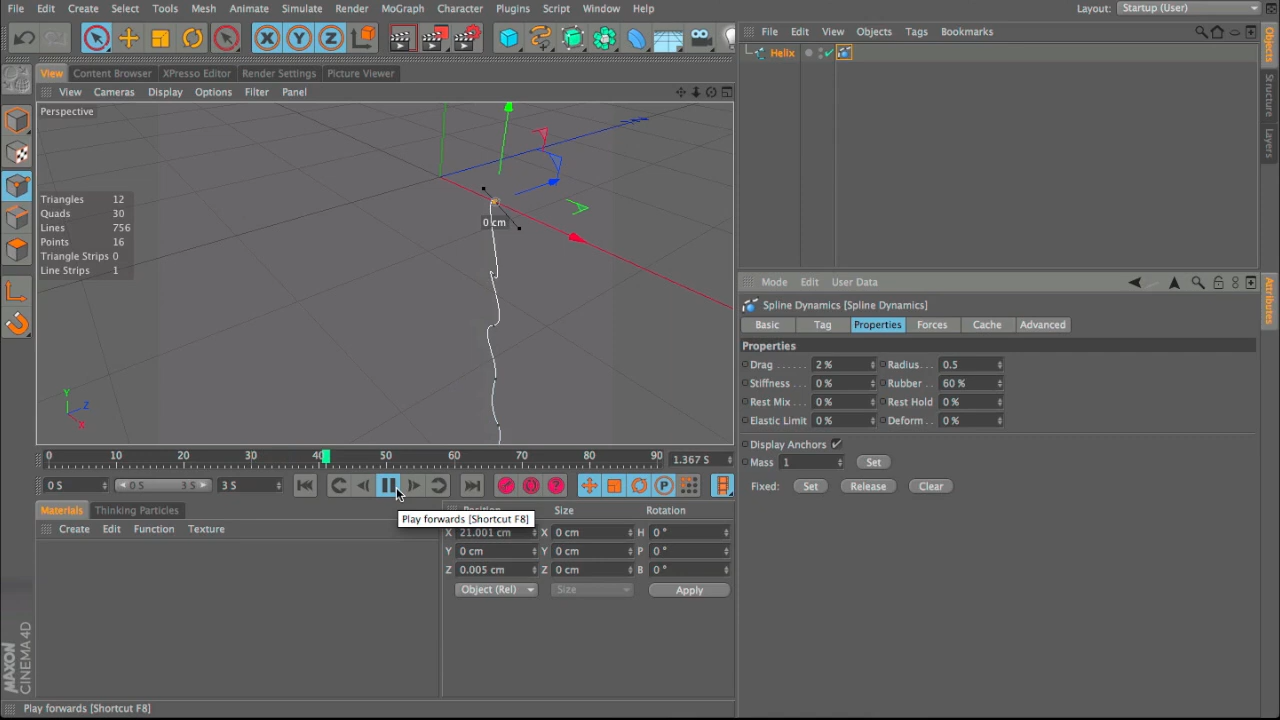 File Edit Create Select Tools Mesh Animate Simulate Render MoGraph Character Plugins Script Window Help Layout: Startup (User)
X Y Z
File Edit View Objects Tags Bookmarks
View Content Browser XPresso Editor Render Settings Picture Viewer
Helix
View Cameras Display Options Filter Panel
Perspective
Triangles 12
Quads 30
Lines 756
Points 16
Triangle Strips 0
Line Strips 1
0 cm
Y
Z
X
Objects
Structure
Layers
Mode Edit User Data
Attributes
Spline Dynamics [Spline Dynamics]
Basic Tag Properties Forces Cache Advanced
Properties
Drag ...... 2 % Radius... 0.5
Stiffness ... 0 % Rubber.. 60 %
Rest Mix ... 0 % Rest Hold 0 %
Elastic Limit 0 % Deform.. 0 %
Display Anchors
Mass 1 Set
Fixed: Set Release Clear
0 10 20 30 40 50 60 70 80 90 1.367 S
0 S 0 S 3 S 3 S P
Materials Thinking Particles
Create Edit Function Texture
Play forwards [Shortcut F8]
Position Size Rotation
X 21.001 cm X 0 cm H 0 °
Y 0 cm Y 0 cm P 0 °
Z 0.005 cm Z 0 cm B 0 °
Object (Rel) Size Apply
MAXON
CINEMA 4D
Play forwards [Shortcut F8]